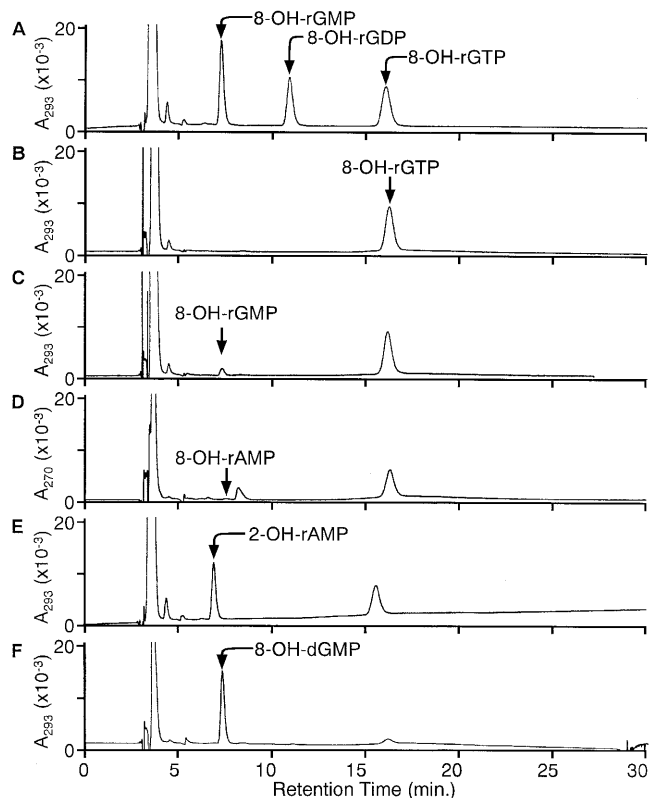 A
20
0
A293 (x10-3)
8-OH-rGMP
8-OH-rGDP
8-OH-rGTP
B
20
0
A293 (x10-3)
8-OH-rGTP
C
20
0
A293 (x10-3)
8-OH-rGMP
D
20
0
A270 (x10-3)
8-OH-rAMP
E
20
0
A293 (x10-3)
2-OH-rAMP
F
20
0
A293 (x10-3)
8-OH-dGMP
0 5 10 15 20 25 30
Retention Time (min.)